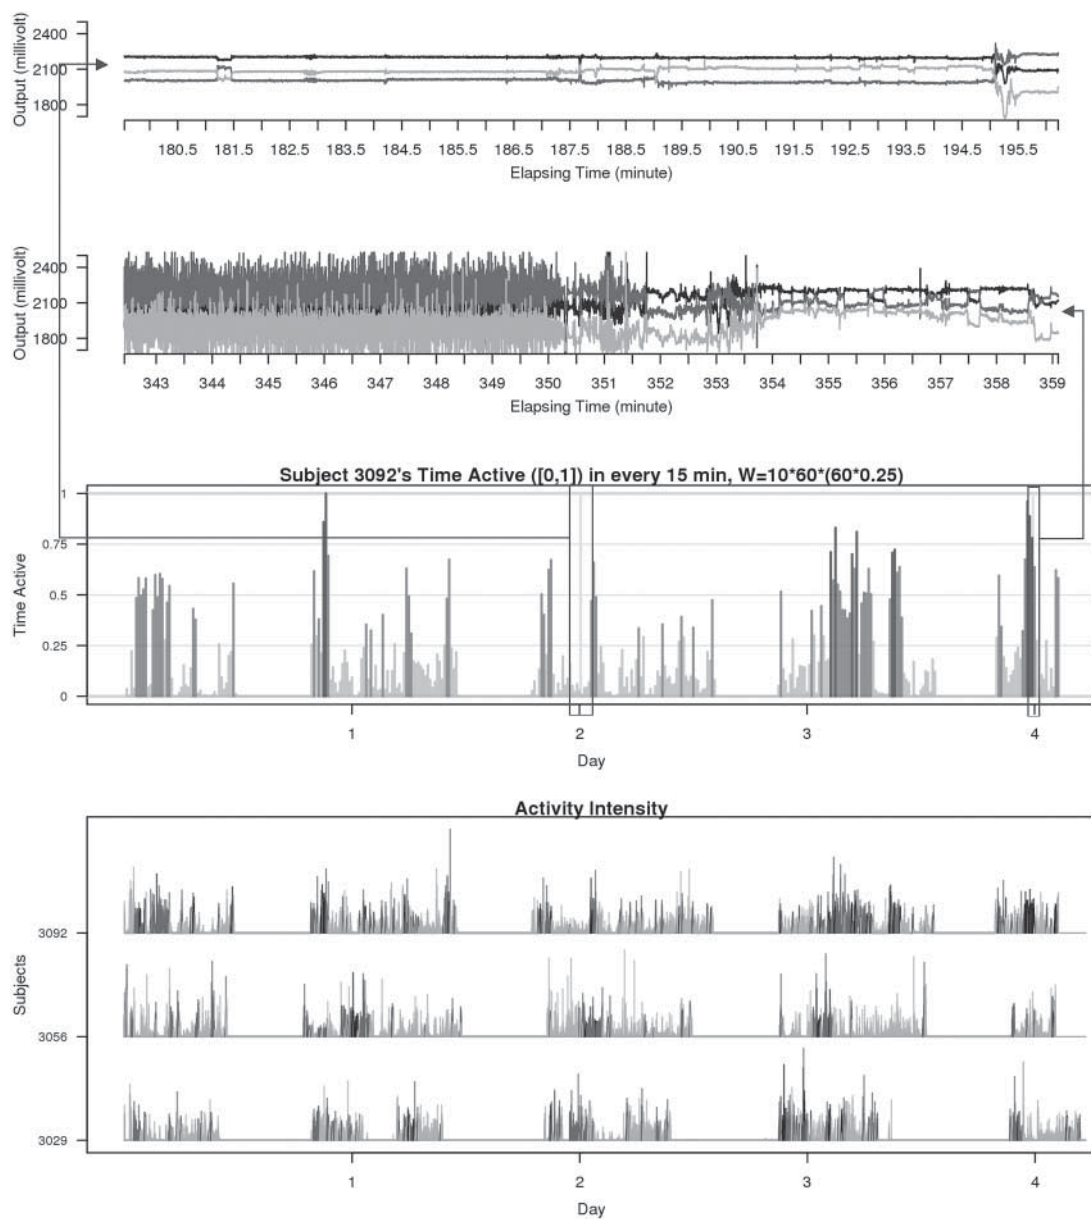 Output (millivolt)
2400
2100
1800
180.5 181.5 182.5 183.5 184.5 185.5 186.5 187.5 188.5 189.5 190.5 191.5 192.5 193.5 194.5 195.5
Elapsing Time (minute)
Output (millivolt)
2400
2100
1800
343 344 345 346 347 348 349 350 351 352 353 354 355 356 357 358 359
Elapsing Time (minute)
Subject 3092's Time Active ([0,1]) in every 15 min, W=10*60*(60*0.25)
Time Active
1
0.75
0.5
0.25
0
1 2 3 4
Day
Activity Intensity
Subjects
3092
3056
3029
1 2 3 4
Day